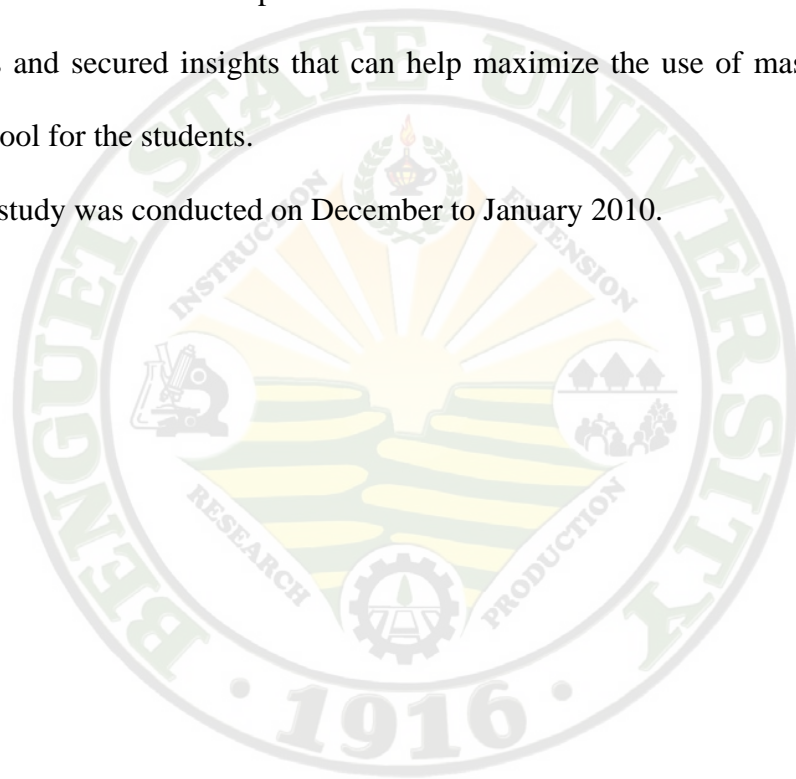 s and secured insights that can help maximize the use of mas
ool for the students.
study was conducted on December to January 2010.
BENGUET STATE UNIVERSITY
INSTRUCTION
EXTENSION
RESEARCH
PRODUCTION
1916